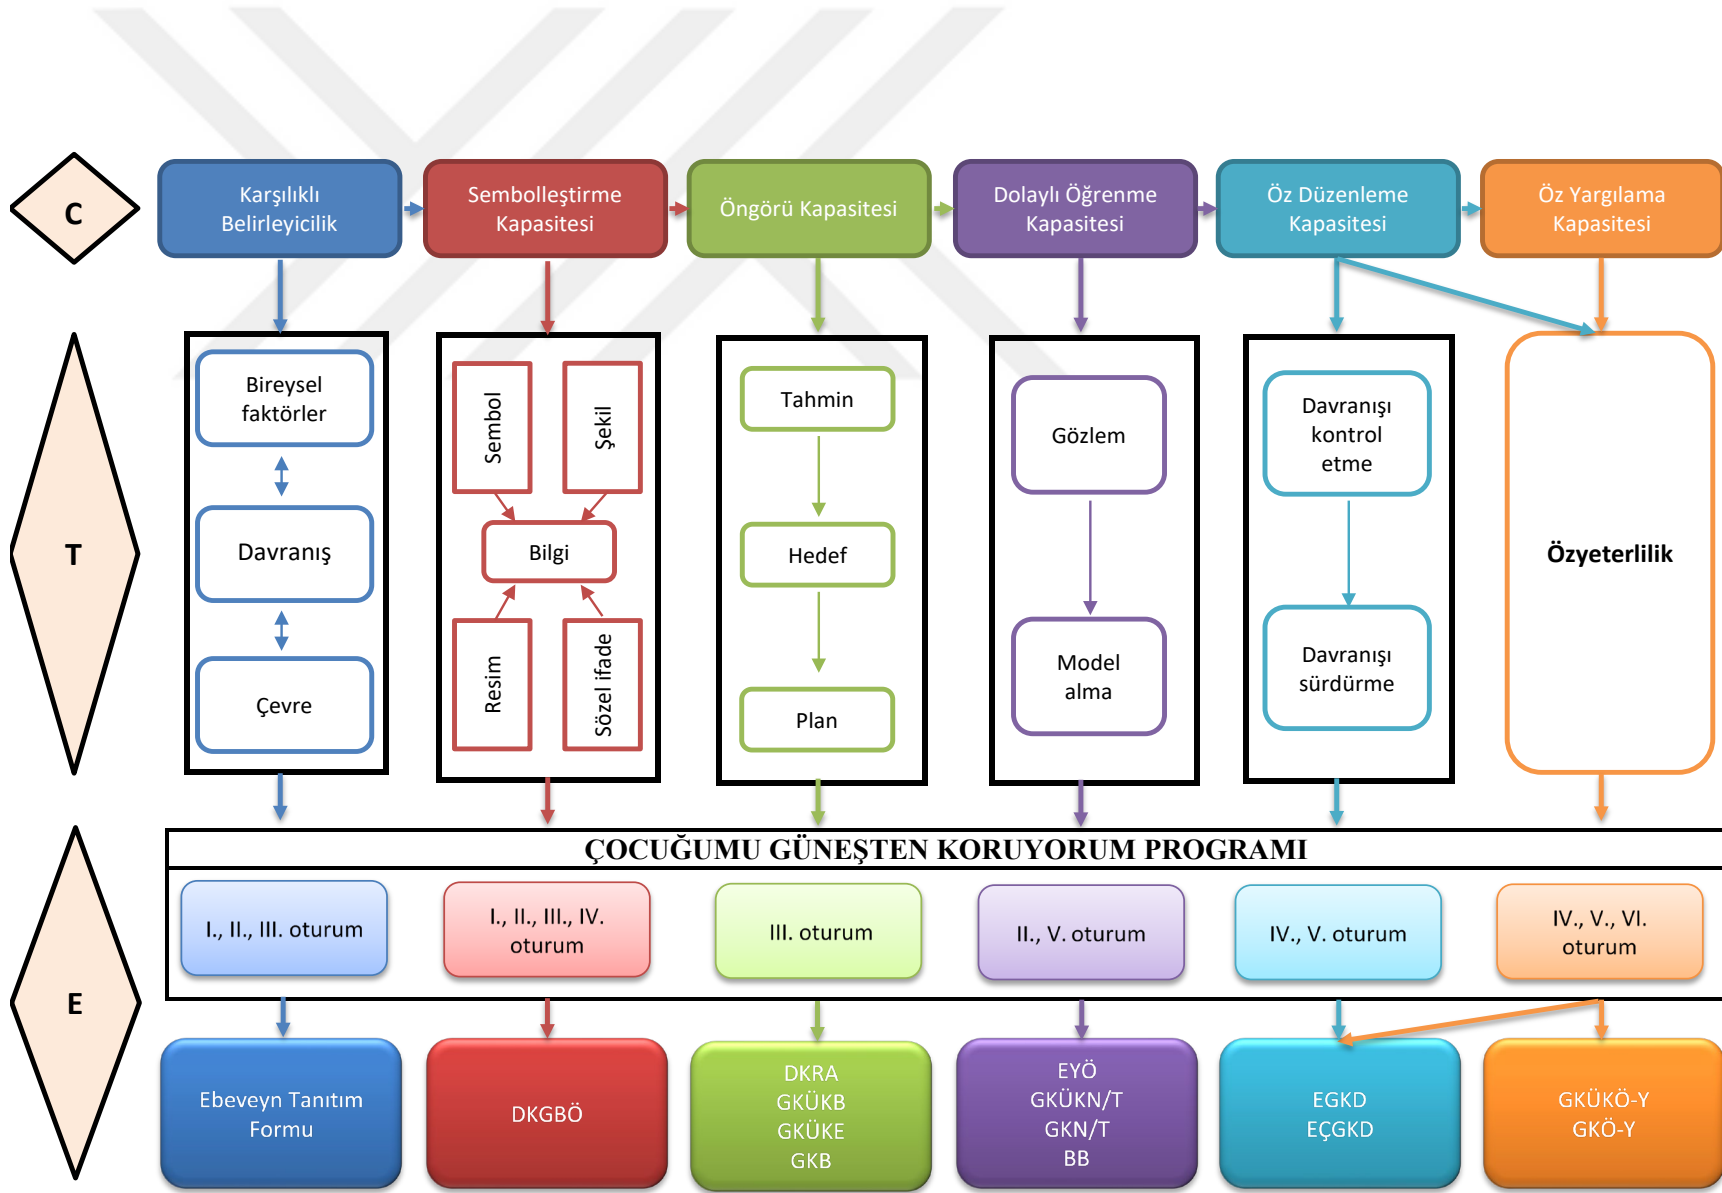 C
Karşılıklı
Belirleyicilik
Sembolleştirme
Kapasitesi
Öngörü Kapasitesi
Dolaylı Öğrenme
Kapasitesi
Öz Düzenleme
Kapasitesi
Öz Yargılama
Kapasitesi
T
Bireysel
faktörler
Davranış
Çevre
Sembol
Şekil
Bilgi
Resim
Sözel ifade
Tahmin
Hedef
Plan
Gözlem
Model
alma
Davranışı
kontrol
etme
Davranışı
sürdürme
Özyeterlilik
E
ÇOCUĞUMU GÜNEŞTEN KORUYORUM PROGRAMI
I., II., III. oturum
I., II., III., IV.
oturum
III. oturum
II., V. oturum
IV., V. oturum
IV., V., VI.
oturum
Ebeveyn Tanıtım
Formu
DKGBÖ
DKRA
GKÜKB
GKÜKE
GKB
EYÖ
GKÜKN/T
GKN/T
BB
EGKD
EÇGKD
GKÜKÖ-Y
GKÖ-Y